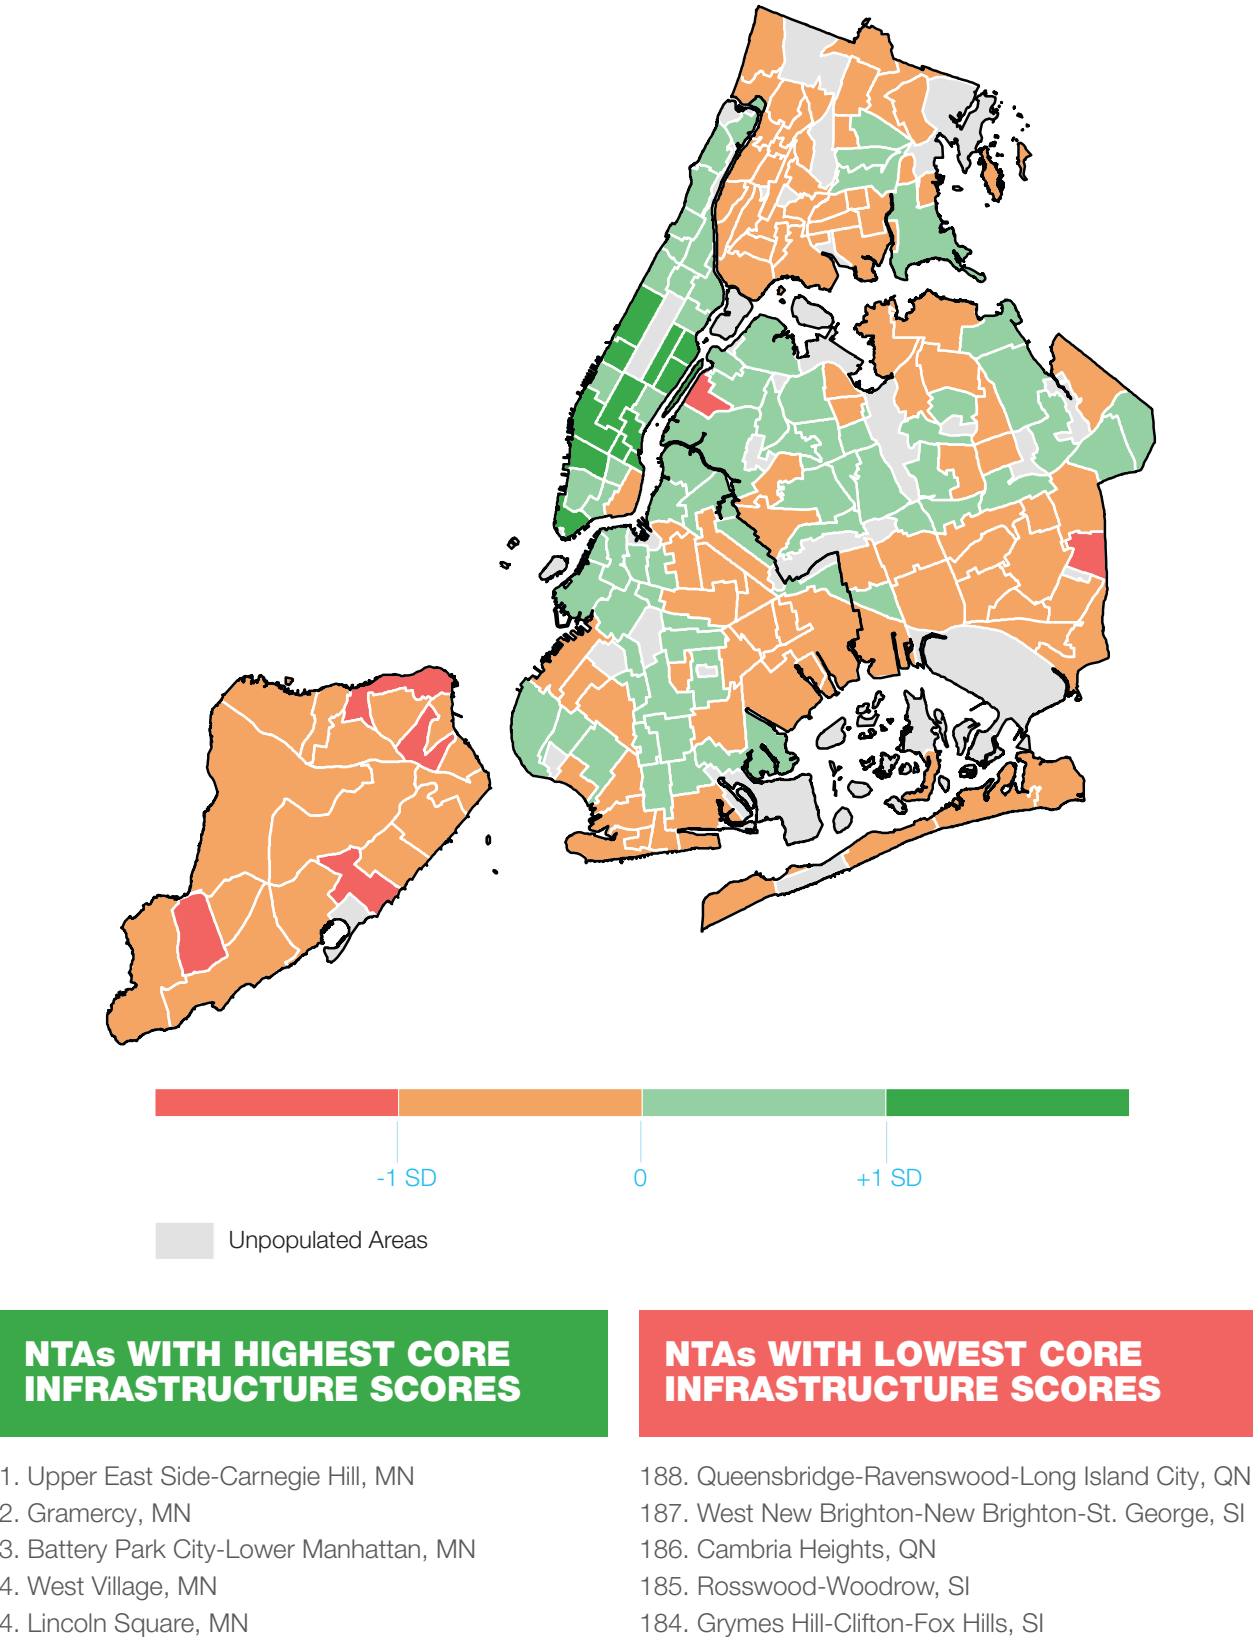 -1 SD
0
+1 SD
Unpopulated Areas
NTAs WITH HIGHEST CORE
INFRASTRUCTURE SCORES
1. Upper East Side-Carnegie Hill, MN
2. Gramercy, MN
3. Battery Park City-Lower Manhattan, MN
4. West Village, MN
4. Lincoln Square, MN
NTAs WITH LOWEST CORE
INFRASTRUCTURE SCORES
188. Queensbridge-Ravenswood-Long Island City, QN
187. West New Brighton-New Brighton-St. George, SI
186. Cambria Heights, QN
185. Rosswood-Woodrow, SI
184. Grymes Hill-Clifton-Fox Hills, SI